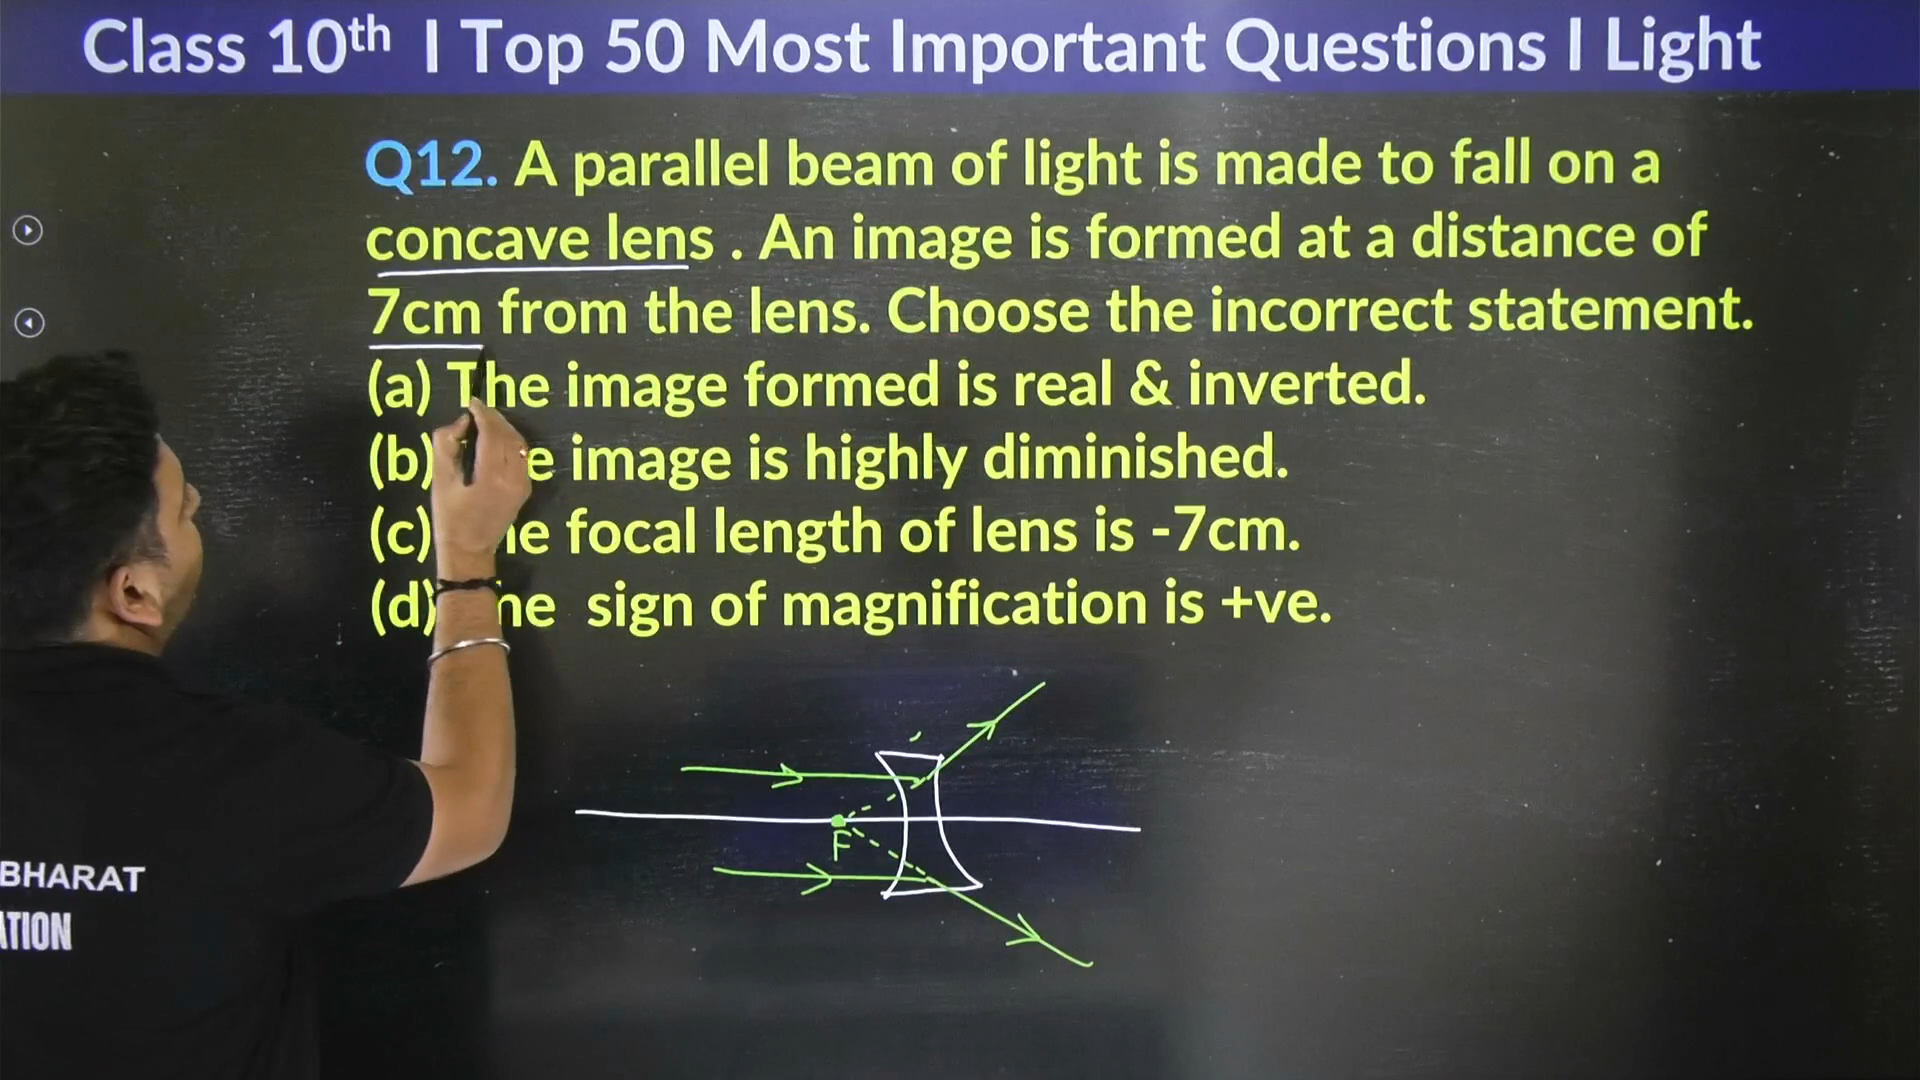 Class 10th I Top 50 Most Important Questions I Light
Q12. A parallel beam of light is made to fall on a
concave lens . An image is formed at a distance of
7cm from the lens. Choose the incorrect statement.
(a) The image formed is real & inverted.
(b) image is highly diminished.
(c) focal length of lens is -7cm.
(d) sign of magnification is +ve.
F
BHARAT